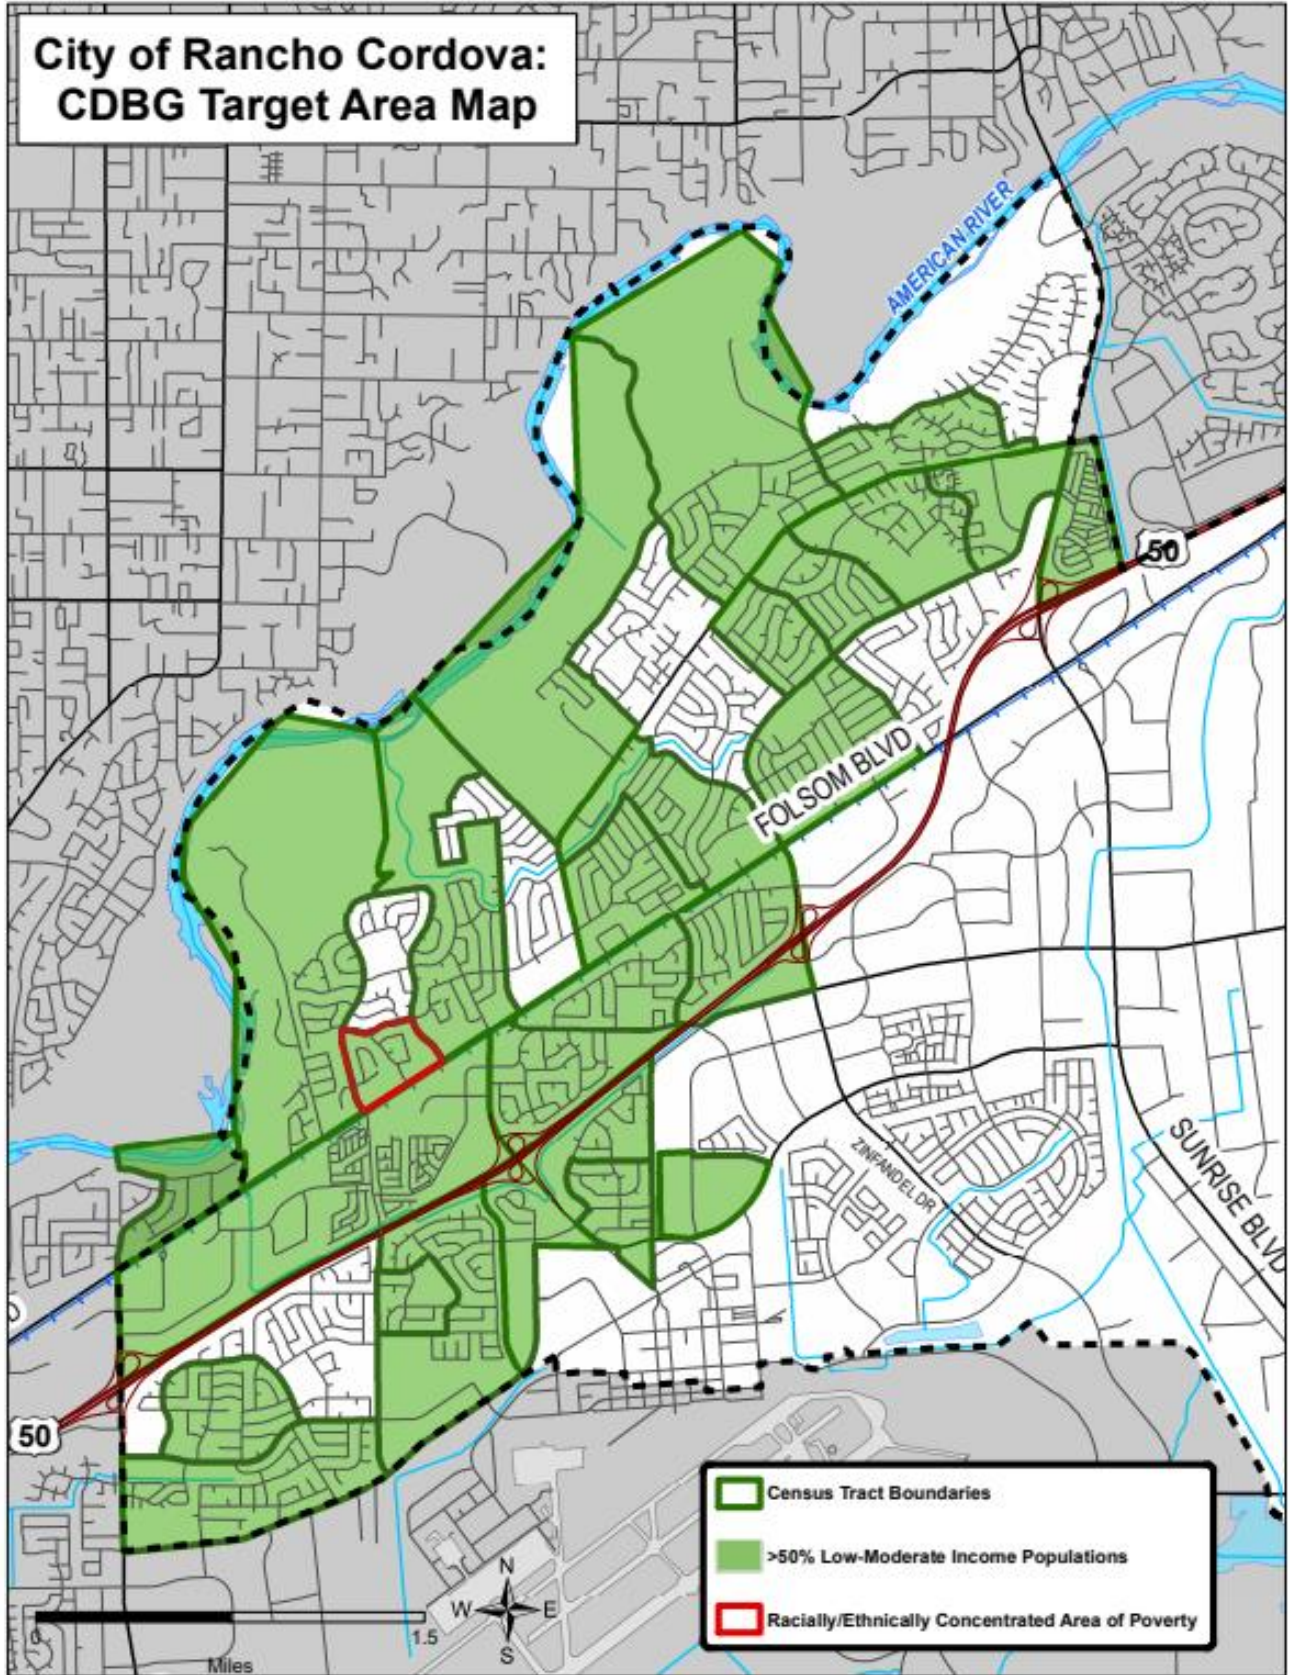 City of Rancho Cordova:
CDBG Target Area Map
AMERICAN RIVER
50
FOLSOM BLVD
ZINFANDEL DR
SUNRISE BLVD
50
Census Tract Boundaries
>50% Low-Moderate Income Populations
Racially/Ethnically Concentrated Area of Poverty
N
W E
S
0 1.5
Miles